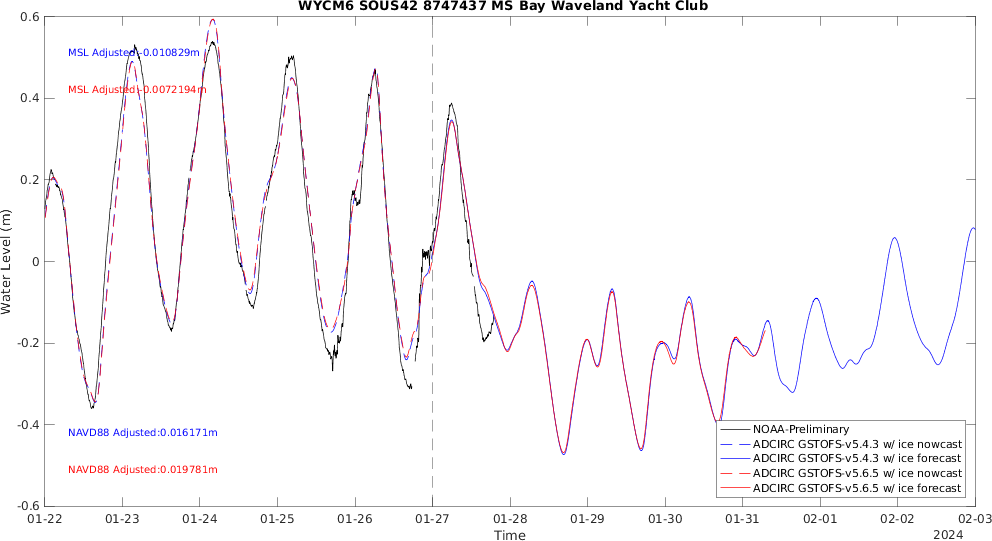 WYCM6 SOUS42 8747437 MS Bay Waveland Yacht Club
Water Level (m)
0.6
0.4
0.2
0
-0.2
-0.4
-0.6
MSL Adjusted:-0.010829m
MSL Adjusted:-0.0072194m
NAVD88 Adjusted:0.016171m
NAVD88 Adjusted:0.019781m
NOAA-Preliminary
ADCIRC GSTOFS-v5.4.3 w/ ice nowcast
ADCIRC GSTOFS-v5.4.3 w/ ice forecast
ADCIRC GSTOFS-v5.6.5 w/ ice nowcast
ADCIRC GSTOFS-v5.6.5 w/ ice forecast
01-22 01-23 01-24 01-25 01-26 01-27 01-28 01-29 01-30 01-31 02-01 02-02 02-03
Time
2024